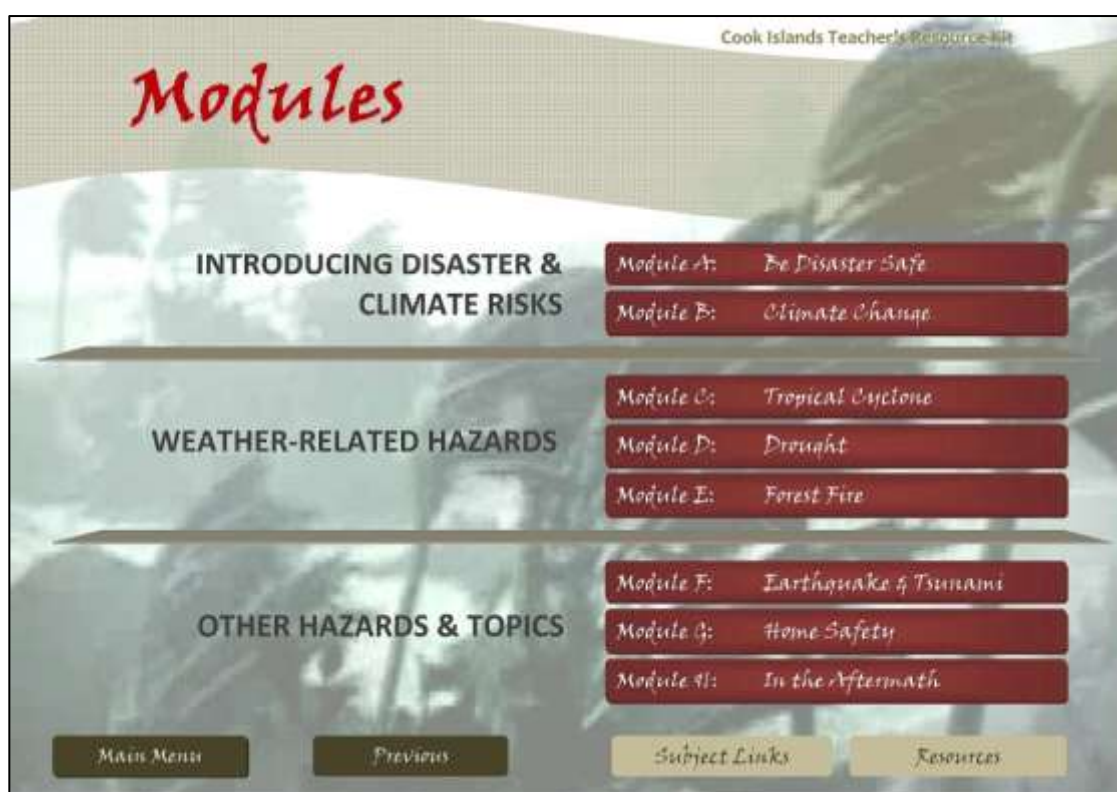 Cook Islands Teacher's Resource Kit
Modules
INTRODUCING DISASTER &
CLIMATE RISKS
Module A: Be Disaster Safe
Module B: Climate Change
WEATHER-RELATED HAZARDS
Module C: Tropical Cyclone
Module D: Drought
Module E: Forest Fire
OTHER HAZARDS & TOPICS
Module F: Earthquake & Tsunami
Module G: Home Safety
Module H: In the Aftermath
Main Menu
Previous
Subject Links
Resources